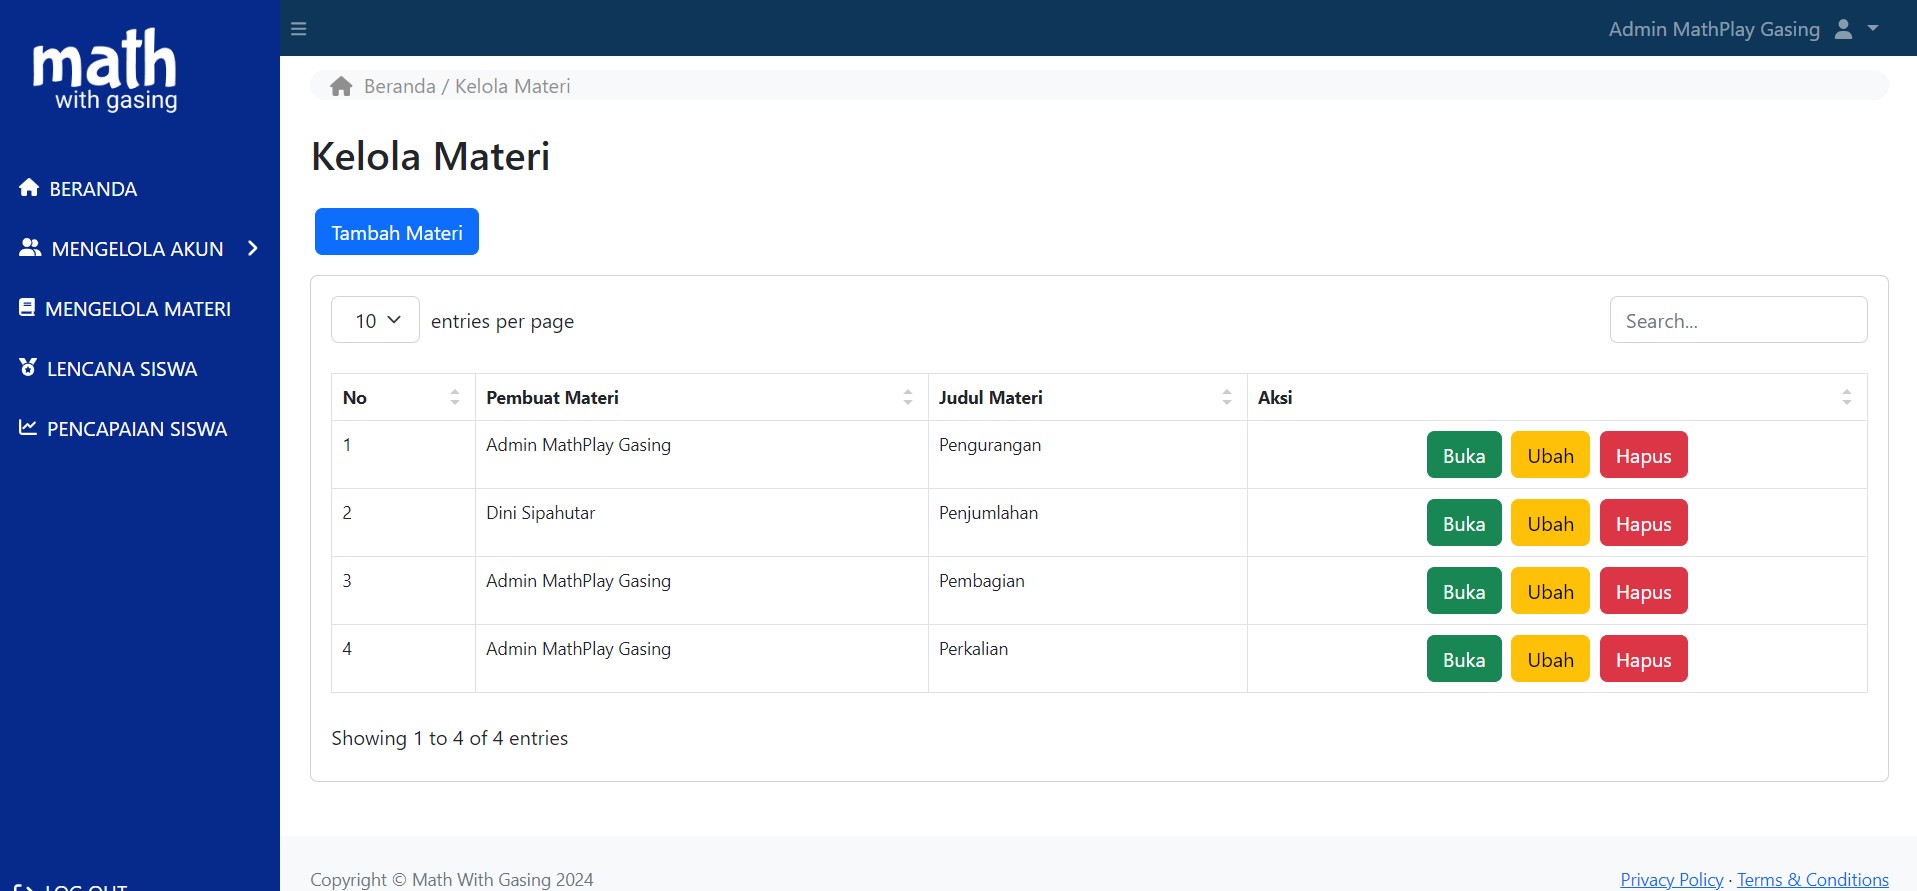 math
with gasing
Admin MathPlay Gasing
Beranda / Kelola Materi
Kelola Materi
BERANDA
MENGELOLA AKUN
MENGELOLA MATERI
LENCANA SISWA
PENCAPAIAN SISWA
LOG OUT
Tambah Materi
10 entries per page
Search...
No Pembuat Materi Judul Materi Aksi
1 Admin MathPlay Gasing Pengurangan Buka Ubah Hapus
2 Dini Sipahutar Penjumlahan Buka Ubah Hapus
3 Admin MathPlay Gasing Pembagian Buka Ubah Hapus
4 Admin MathPlay Gasing Perkalian Buka Ubah Hapus
Showing 1 to 4 of 4 entries
Copyright © Math With Gasing 2024
Privacy Policy · Terms & Conditions